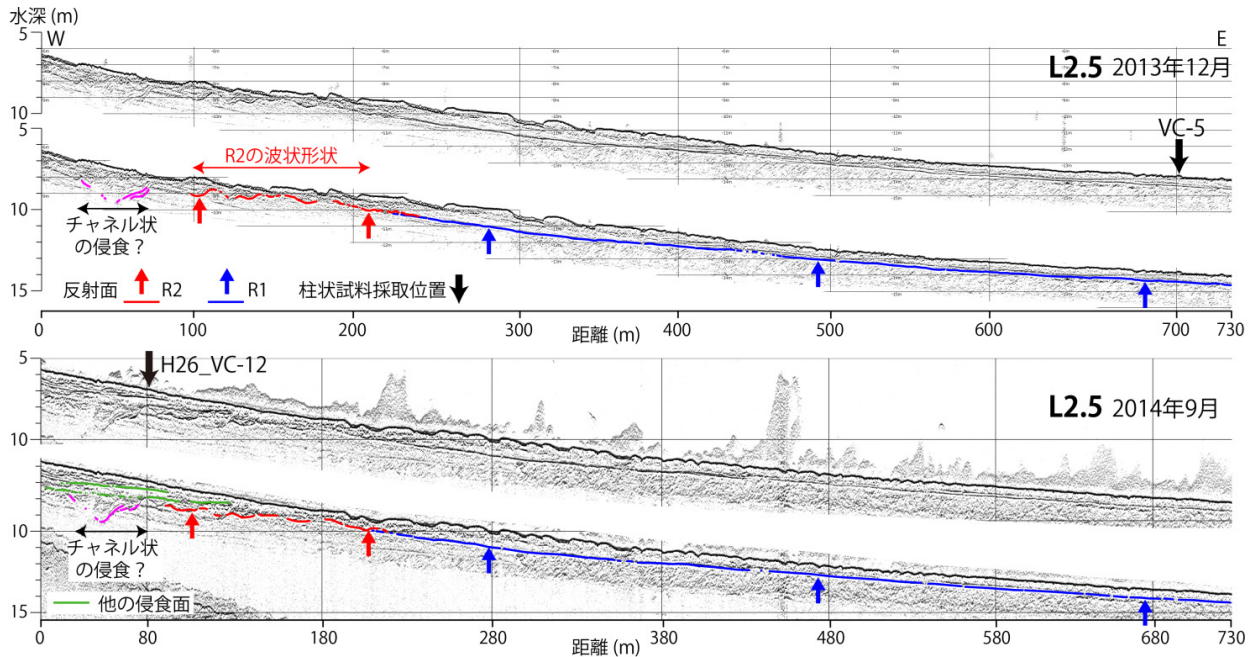 水深 (m)
5
W
E
L2.5 2013年12月
10
5
VC-5
R2の波状形状
10
チャネル状
の侵食？
反射面 R2 R1 柱状試料採取位置
15
0 100 200 300 400 500 600 700 730
距離 (m)
5
H26_VC-12
L2.5 2014年9月
10
10
チャネル状
の侵食？
他の侵食面
15
0 80 180 280 380 480 580 680 730
距離 (m)